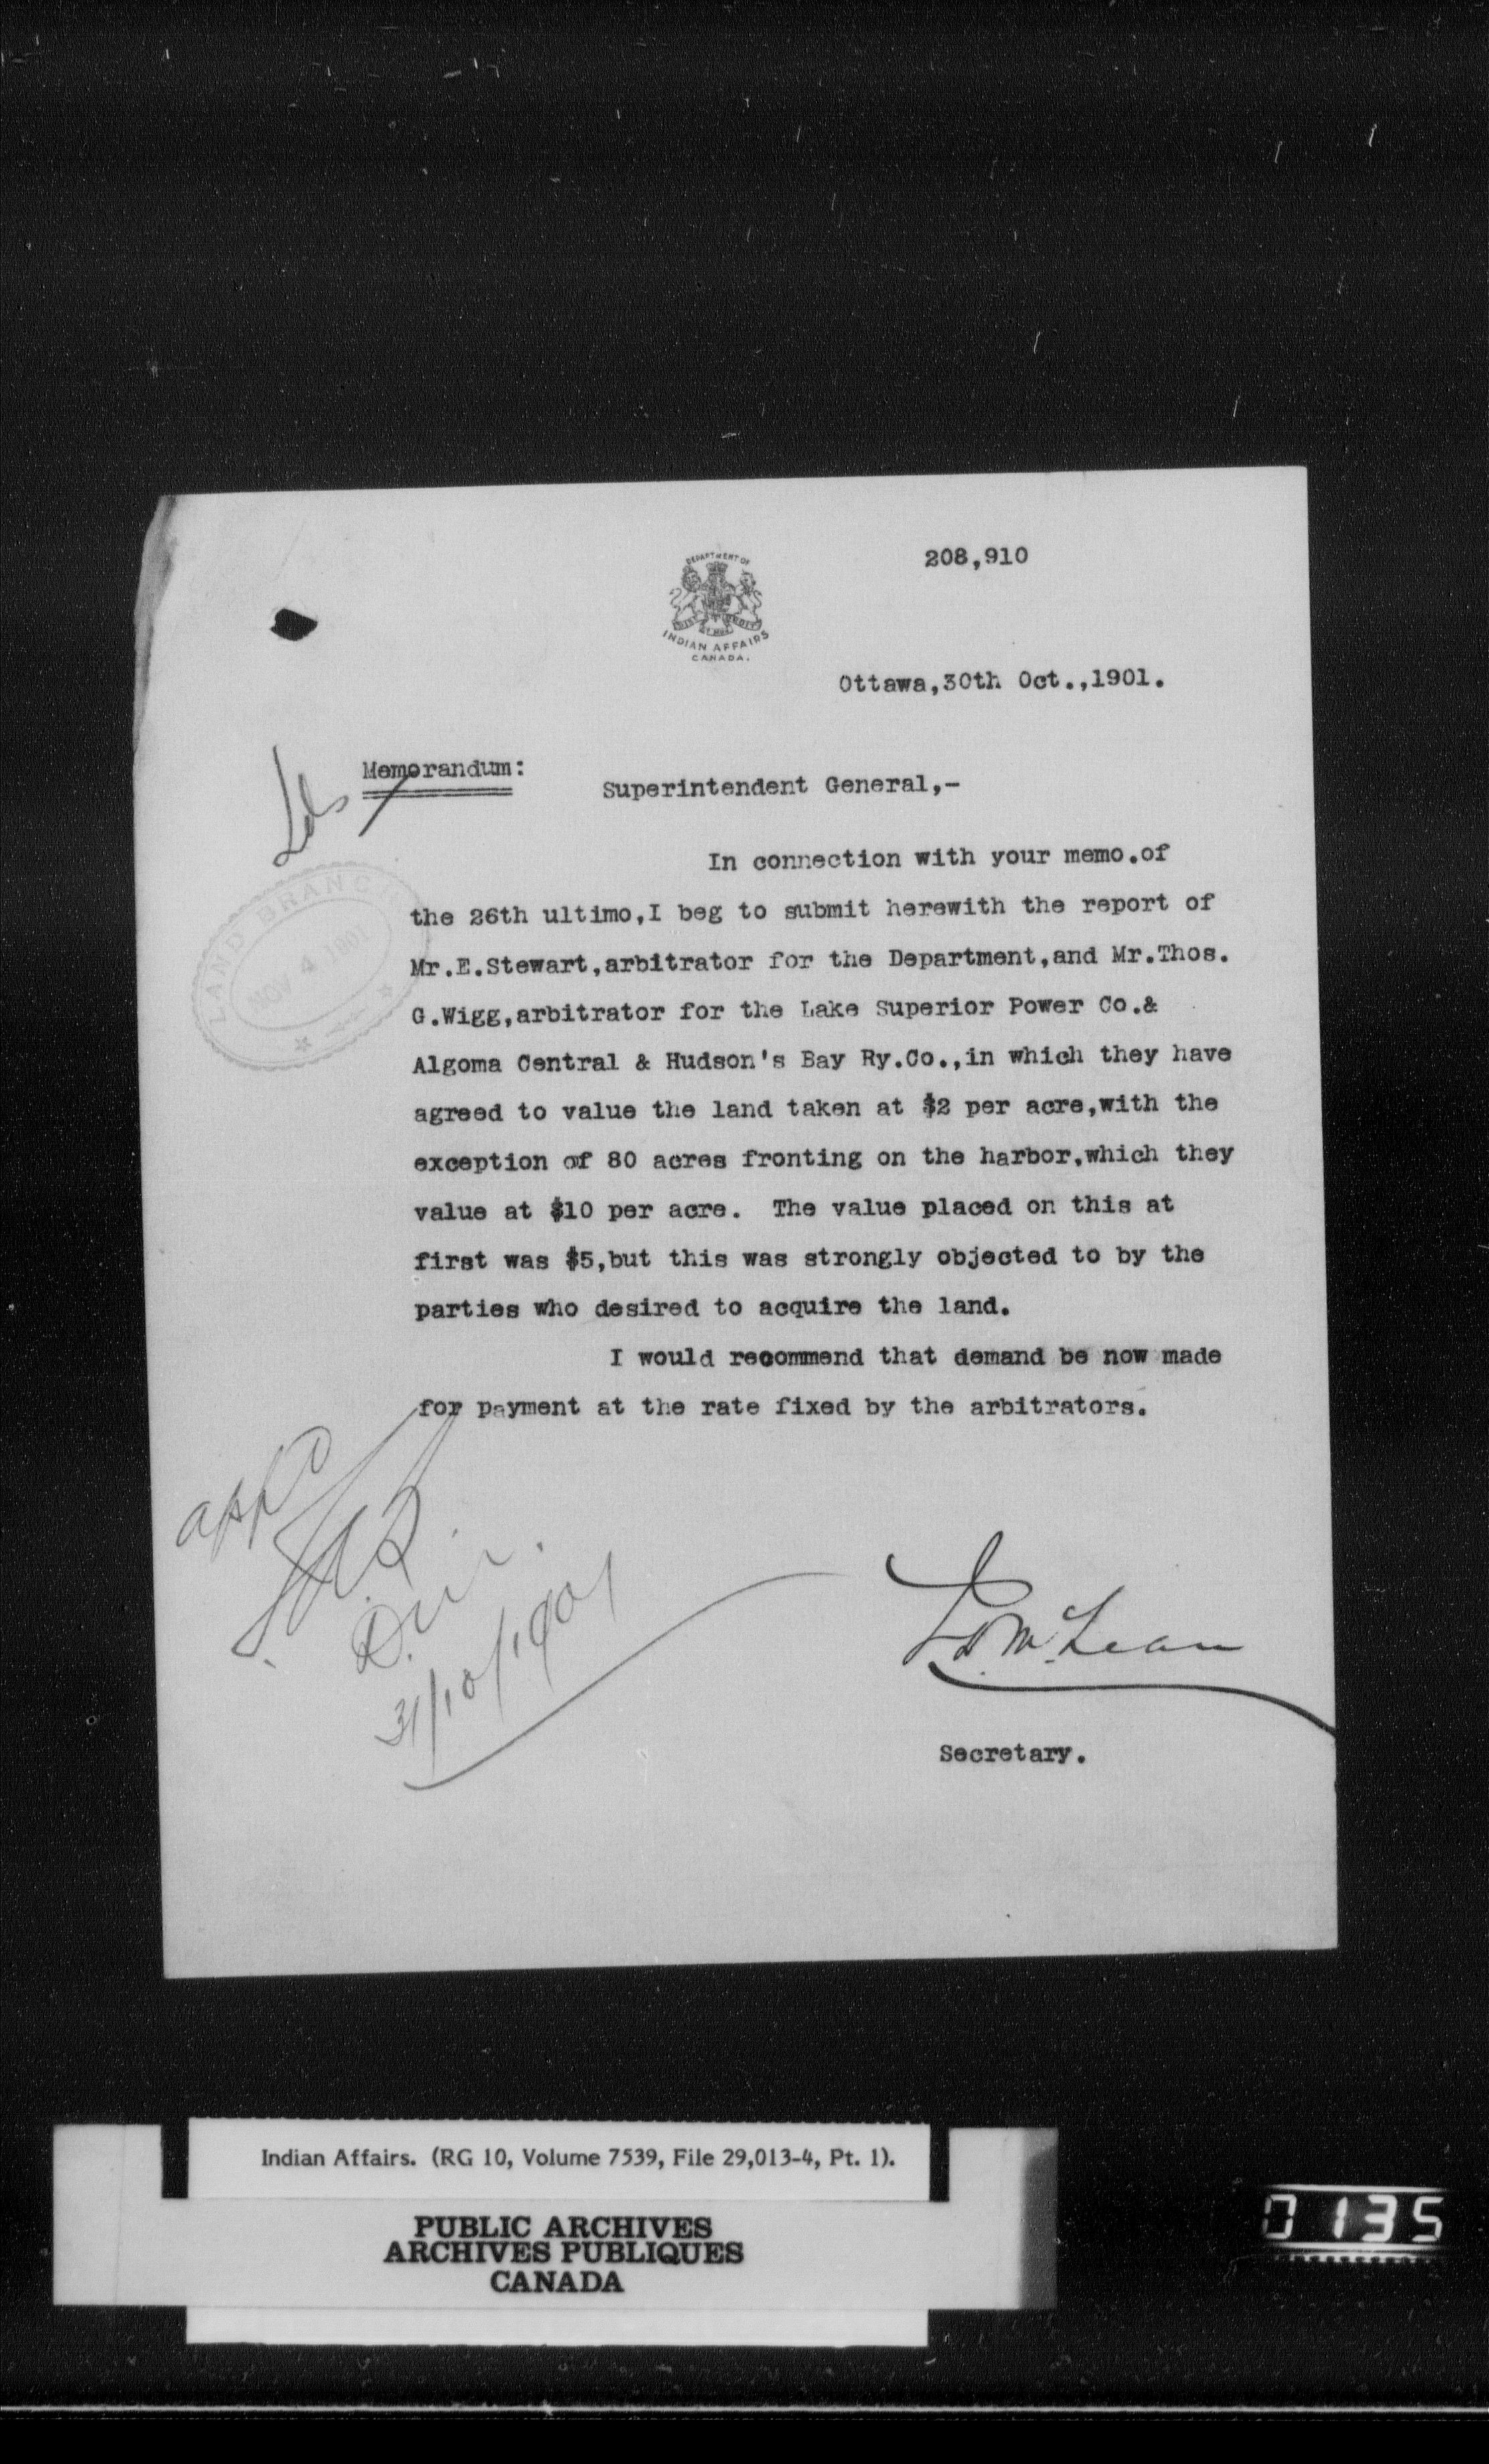 208,910
DEPARTMENT OF
INDIAN AFFAIRS
CANADA.
Ottawa,30th Oct.,1901.
Memorandum:
Superintendent General,-
In connection with your memo.of
LAND BRANCH
NOV 4 1901
the 26th ultimo,I beg to submit herewith the report of
Mr.E.Stewart,arbitrator for the Department,and Mr.Thos.
G.Wigg,arbitrator for the Lake Superior Power Co.&
Algoma Central & Hudson's Bay Ry.Co.,in which they have
agreed to value the land taken at $2 per acre,with the
exception of 80 acres fronting on the harbor,which they
value at $10 per acre. The value placed on this at
first was $5,but this was strongly objected to by the
parties who desired to acquire the land.
I would recommend that demand be now made
for payment at the rate fixed by the arbitrators.
appd
31/10/1901
J.D. McLean
Secretary.
Indian Affairs. (RG 10, Volume 7539, File 29,013-4, Pt. 1).
PUBLIC ARCHIVES
ARCHIVES PUBLIQUES
CANADA
0135